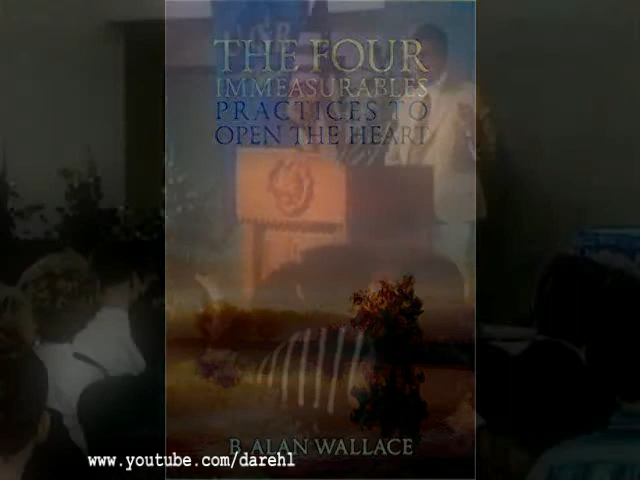 THE FOUR
IMMEASURABLES
PRACTICES TO
OPEN THE HEART
B. ALAN WALLACE
www.youtube.com/darehl